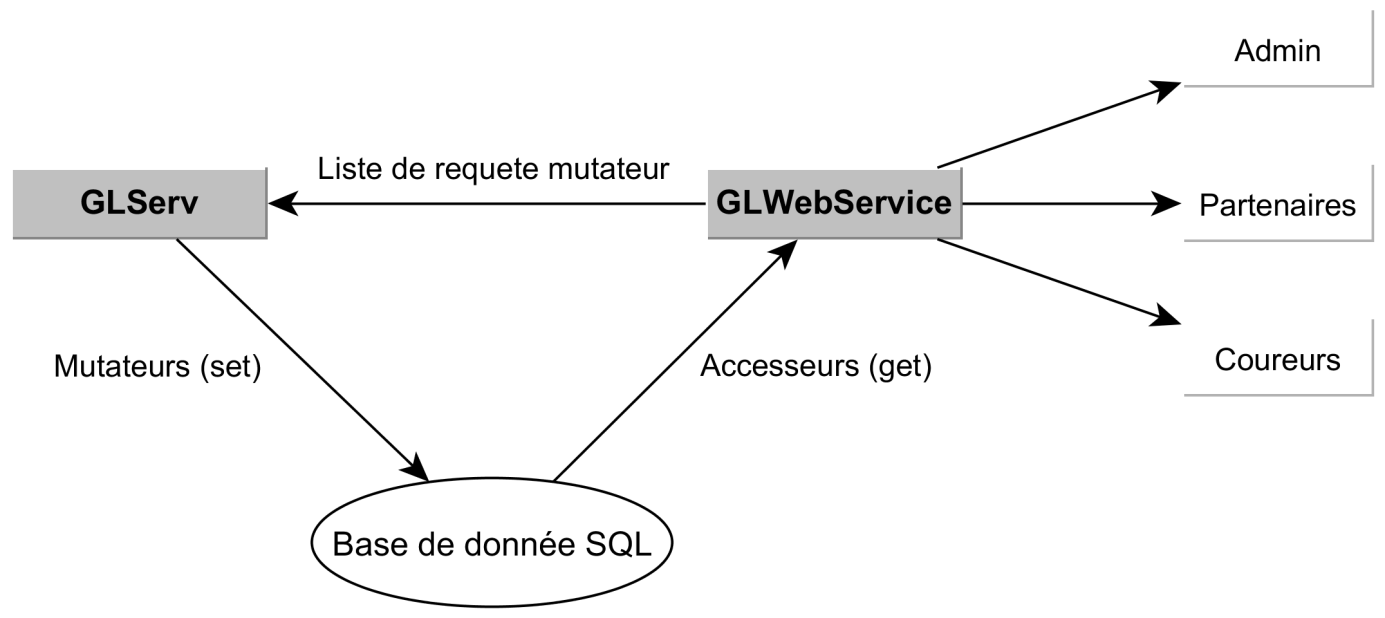 Admin
Liste de requete mutateur
GLServ
GLWebService
Partenaires
Mutateurs (set)
Accesseurs (get)
Coureurs
Base de donnée SQL